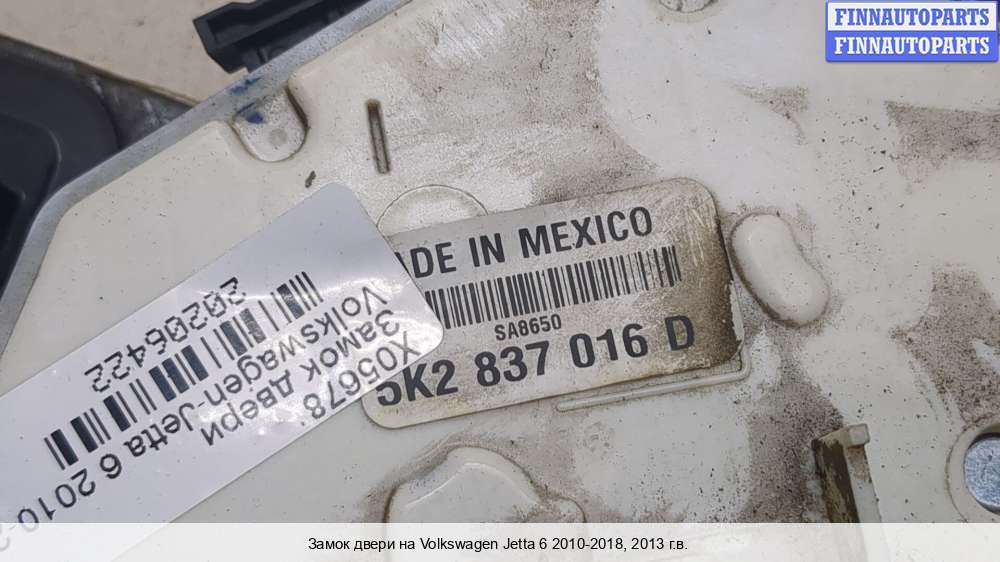 FINNAUTOPARTS
FINNAUTOPARTS
ADE IN MEXICO
SA8650
5K2 837 016 D
X05678
Замок двери
Volkswagen-Jetta 6 2010-2
20206422
Замок двери на Volkswagen Jetta 6 2010-2018, 2013 г.в.